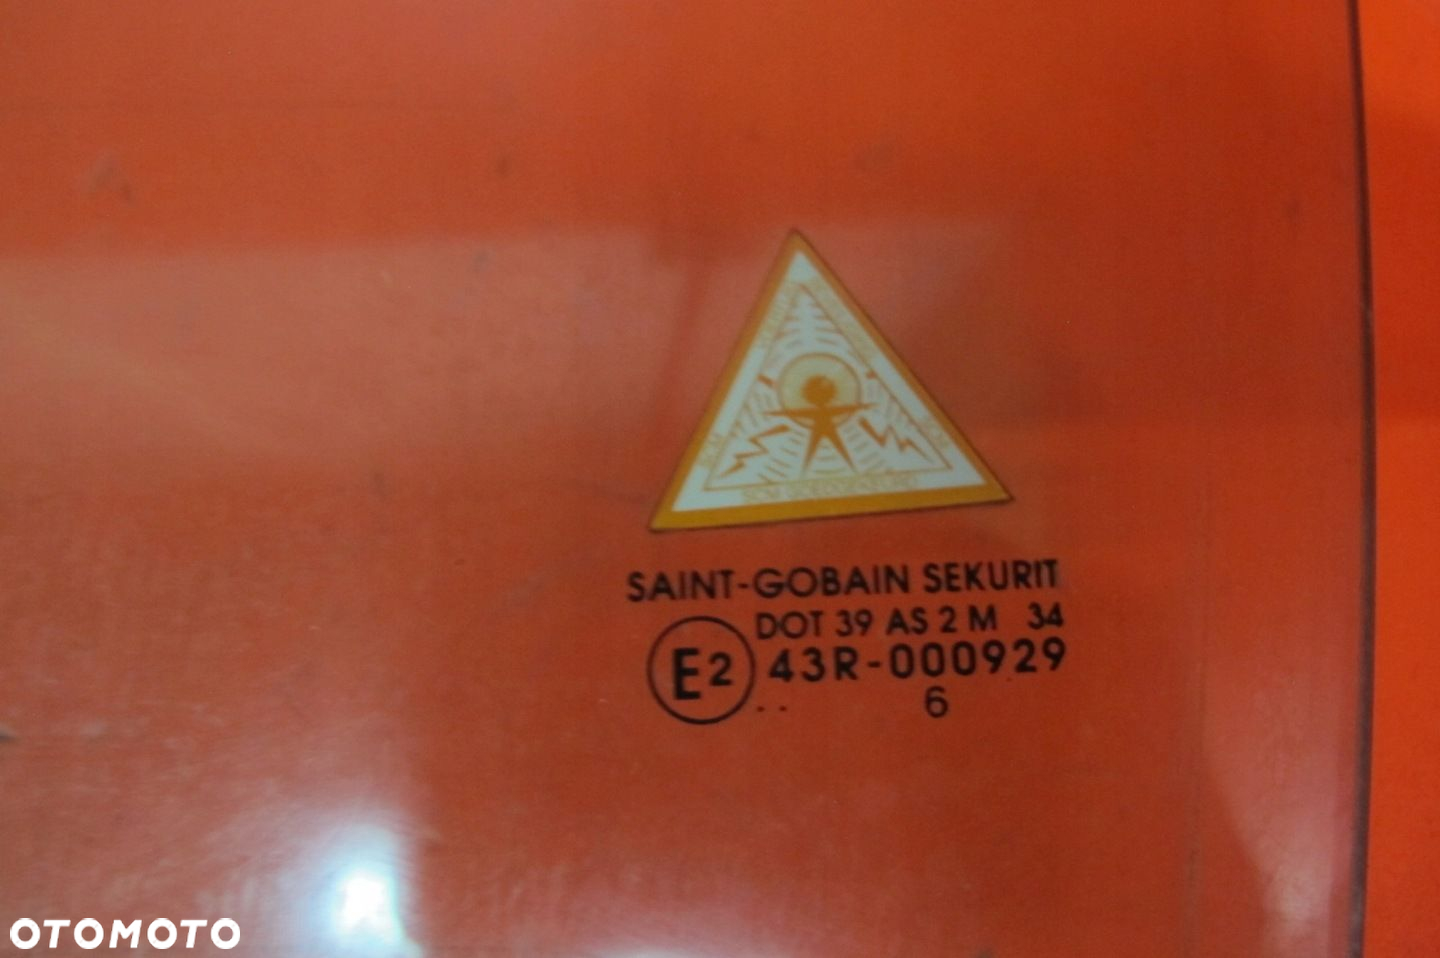 SAINT-GOBAIN SEKURIT
DOT 39 AS 2 M 34
E2 43R-000929
. . 6
OTOMOTO